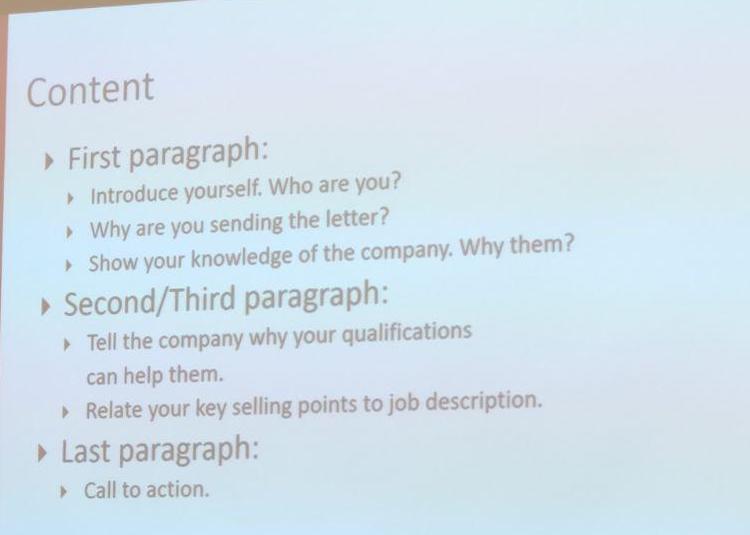 Content
First paragraph:
Introduce yourself. Who are you?
Why are you sending the letter?
Show your knowledge of the company. Why them?
Second/Third paragraph:
Tell the company why your qualifications
can help them.
Relate your key selling points to job description.
Last paragraph:
Call to action.